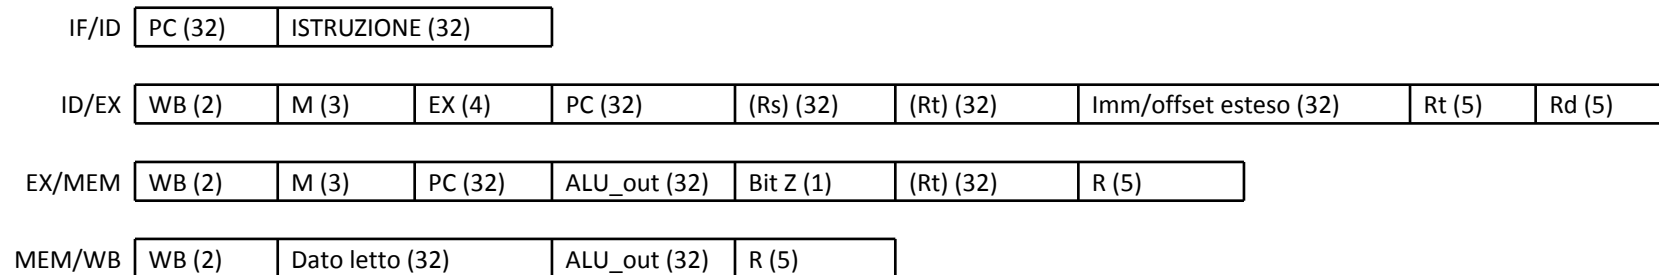 IF/ID PC (32) ISTRUZIONE (32)
ID/EX WB (2) M (3) EX (4) PC (32) (Rs) (32) (Rt) (32) Imm/offset esteso (32) Rt (5) Rd (5)
EX/MEM WB (2) M (3) PC (32) ALU_out (32) Bit Z (1) (Rt) (32) R (5)
MEM/WB WB (2) Dato letto (32) ALU_out (32) R (5)